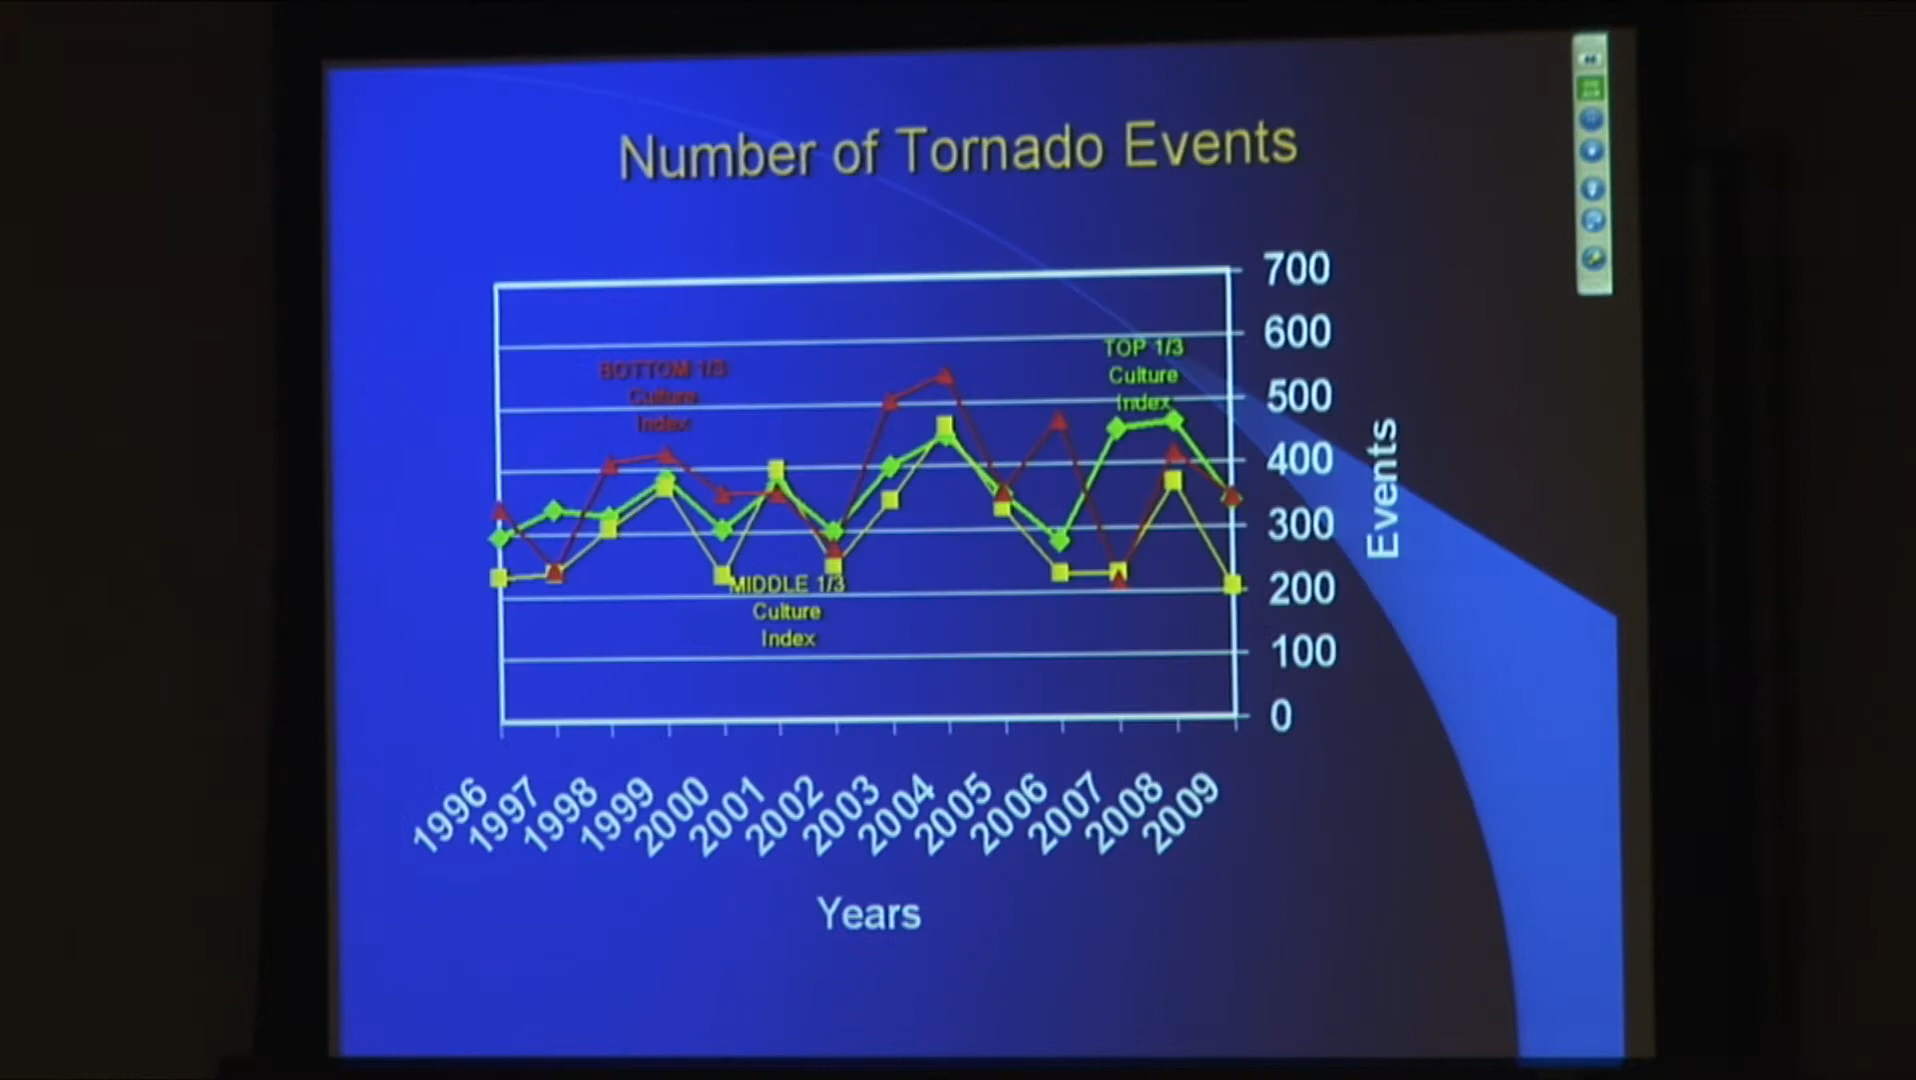 Number of Tornado Events
700
600
500
400
300
200
100
0
Events
BOTTOM 1/3
Culture
Index
TOP 1/3
Culture
Index
MIDDLE 1/3
Culture
Index
1996
1997
1998
1999
2000
2001
2002
2003
2004
2005
2006
2007
2008
2009
Years